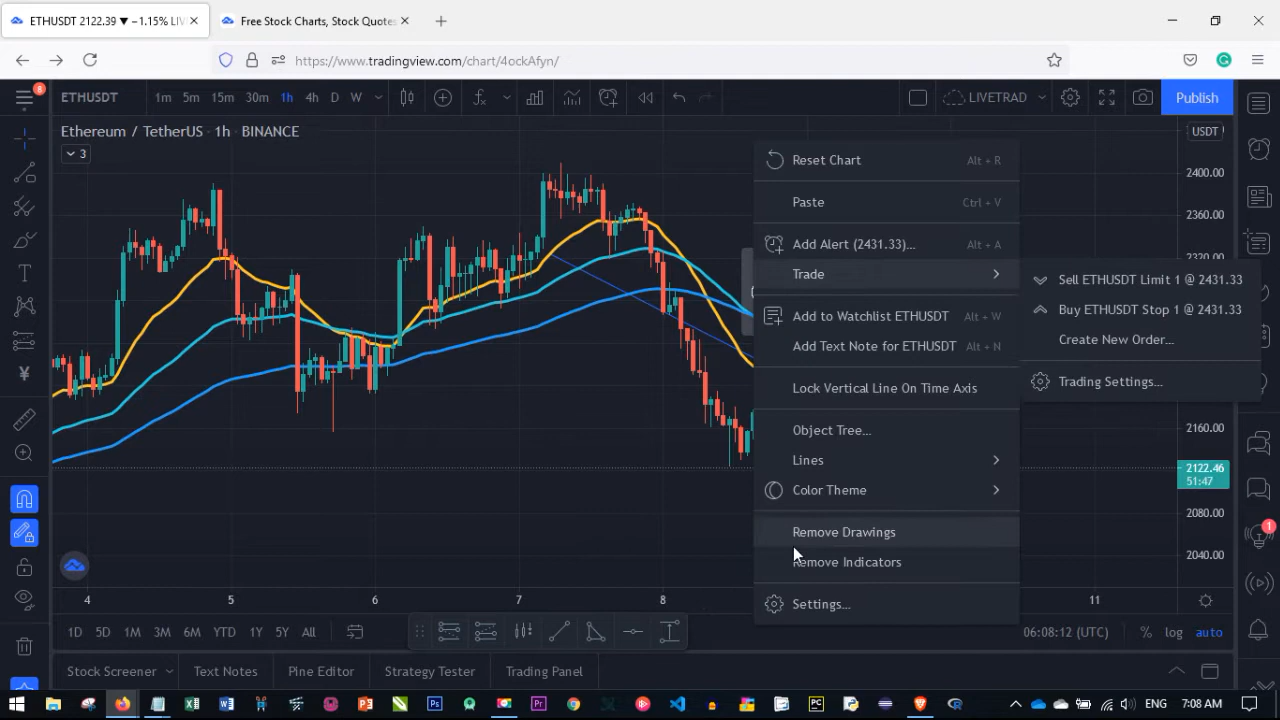 ETHUSDT 2122.39 ▼ −1.15% LIV
Free Stock Charts, Stock Quotes
https://www.tradingview.com/chart/4ockAfyn/
8
ETHUSDT
1m 5m 15m 30m 1h 4h D W
LIVETRAD
Publish
Ethereum / TetherUS · 1h · BINANCE
USDT
3
2400.00
2360.00
2320.00
2160.00
2122.46
51:47
2080.00
2040.00
Reset Chart Alt + R
Paste Ctrl + V
Add Alert (2431.33)... Alt + A
Trade
Add to Watchlist ETHUSDT Alt + W
Add Text Note for ETHUSDT Alt + N
Lock Vertical Line On Time Axis
Object Tree...
Lines
Color Theme
Remove Drawings
Remove Indicators
Settings...
Sell ETHUSDT Limit 1 @ 2431.33
Buy ETHUSDT Stop 1 @ 2431.33
Create New Order...
Trading Settings...
1
4 5 6 7 8 11
1D 5D 1M 3M 6M YTD 1Y 5Y All
06:08:12 (UTC) % log auto
Stock Screener Text Notes Pine Editor Strategy Tester Trading Panel
ENG 7:08 AM